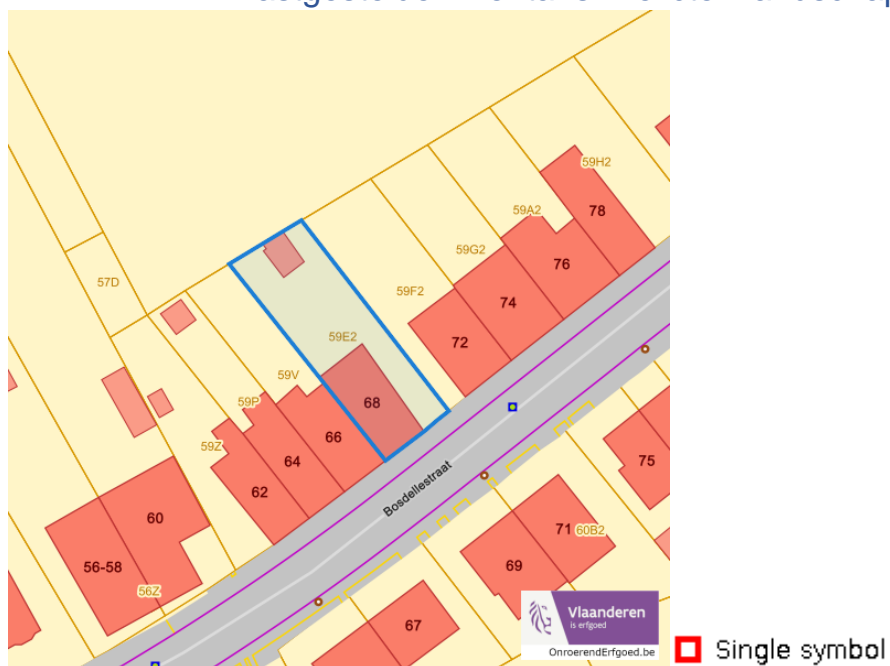 59H2
78
59A2
76
59G2
57D
59F2
74
59E2
72
59V
68
59P
66
59Z
64
62
Bosdellestraat
75
60
71
60B2
56-58
69
56Z
67
Vlaanderen
is erfgoed
OnroerendErfgoed.be
Single symbol